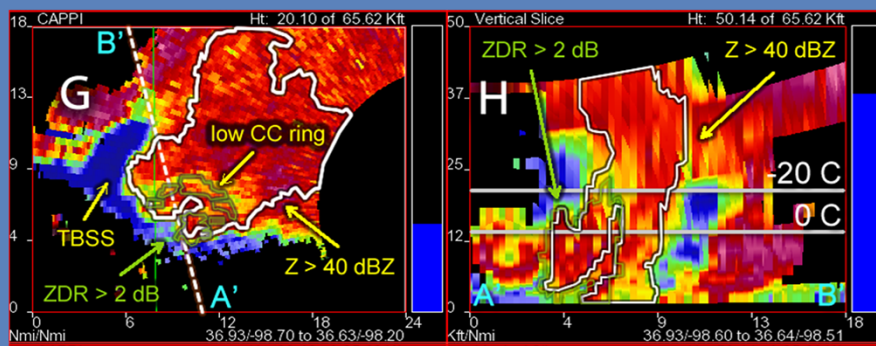 CAPPI Ht: 20.10 of 65.62 Kft
18
B'
ZDR > 2 dB
G
13
low CC ring
9
TBSS
4
Z > 40 dBZ
ZDR > 2 dB
A'
0
0 6 12 18 24
Nmi/Nmi 36.93/-98.70 to 36.63/-98.20
Vertical Slice Ht: 50.14 of 65.62 Kft
50
Z > 40 dBZ
37
H
25
-20 C
0 C
12
A' B'
0
0 4 9 13 18
Kft/Nmi 36.93/-98.60 to 36.64/-98.51